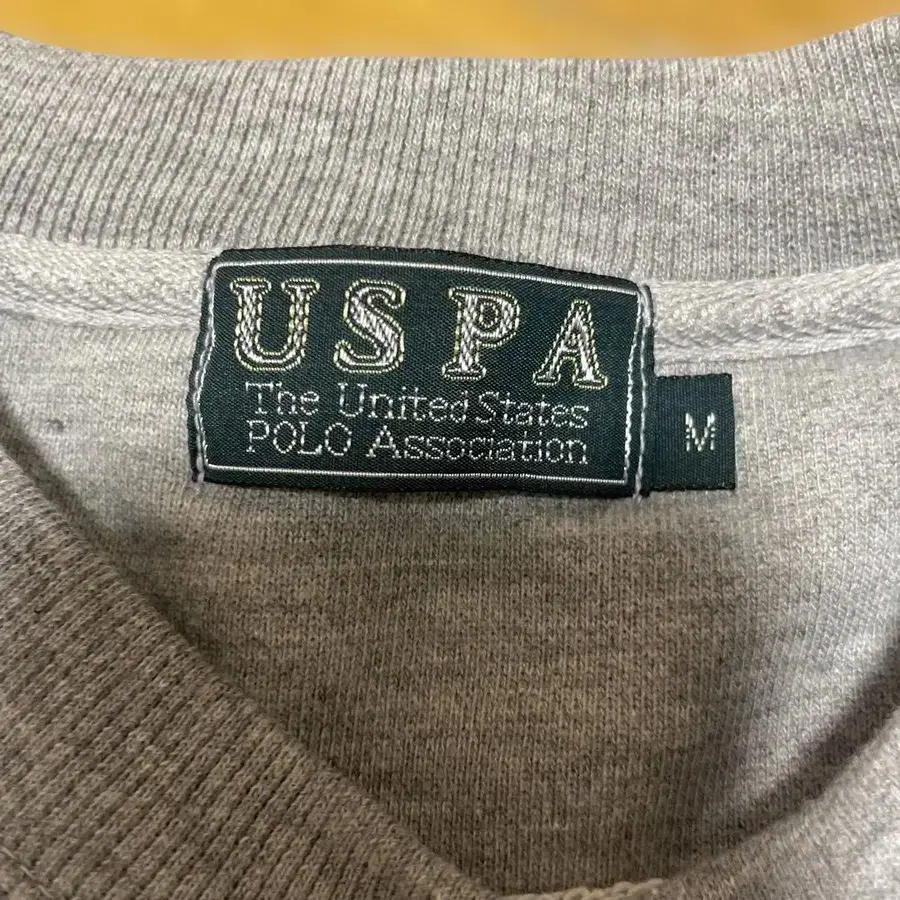 USPA
The United States
POLO Association
M